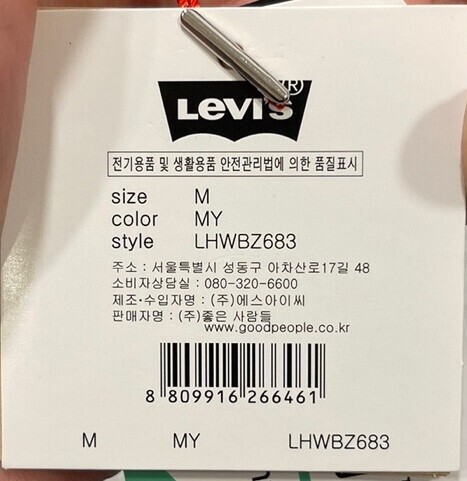 Levi's®
전기용품 및 생활용품 안전관리법에 의한 품질표시
size M
color MY
style LHWBZ683
주소 : 서울특별시 성동구 아차산로17길 48
소비자상담실 : 080-320-6600
제조·수입자명 : (주)에스아이씨
판매자명 : (주)좋은 사람들
www.goodpeople.co.kr
8 809916 266461
M MY LHWBZ683